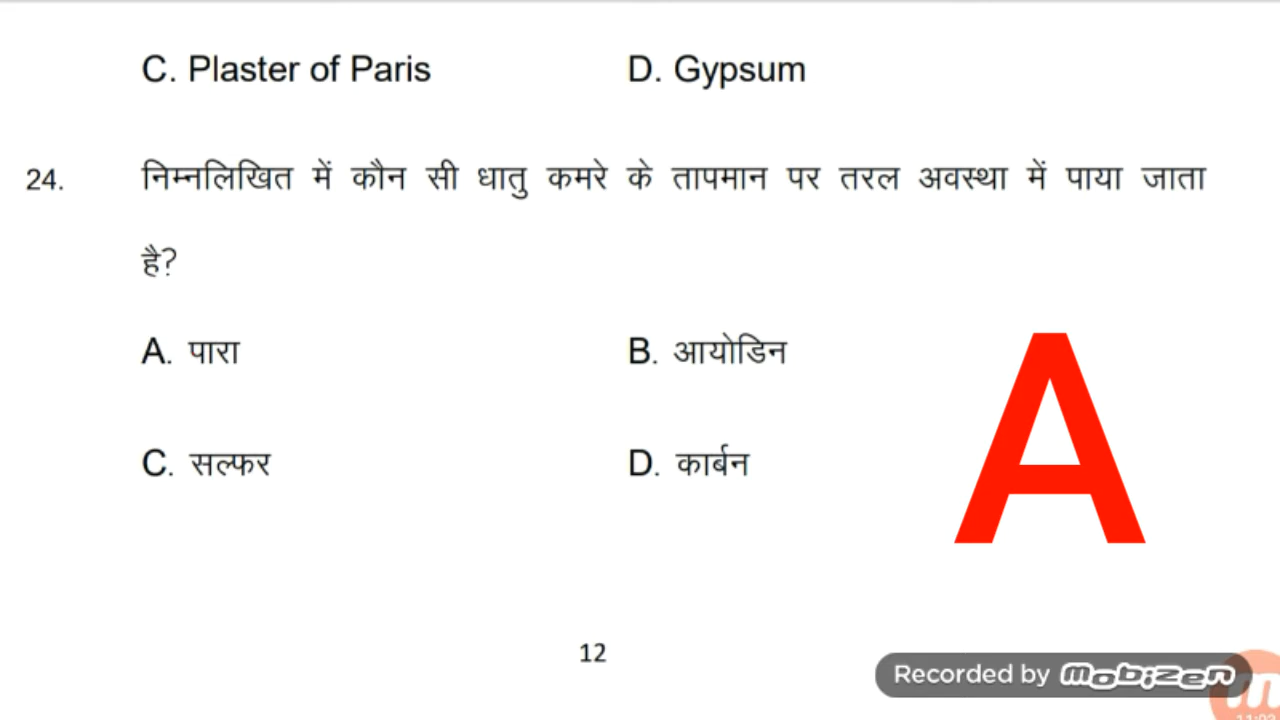 C. Plaster of Paris D. Gypsum
24. निम्नलिखित में कौन सी धातु कमरे के तापमान पर तरल अवस्था में पाया जाता
है?
A. पारा B. आयोडिन
C. सल्फर D. कार्बन
A
12
Recorded by mobizen